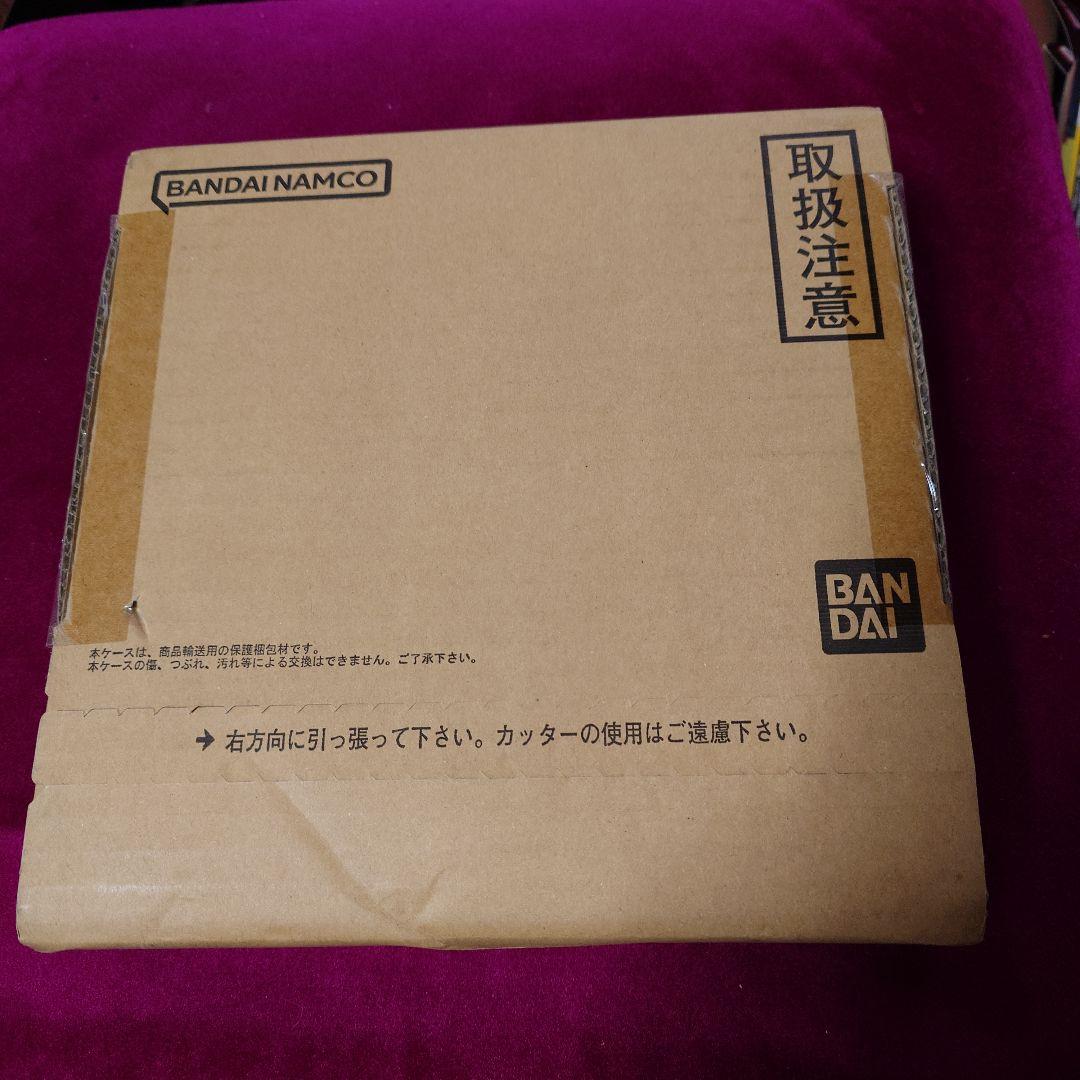 BANDAI NAMCO
取扱注意
BAN
DAI
本ケースは、商品輸送用の保護梱包材です。
本ケースの傷、つぶれ、汚れ等による交換はできません。ご了承下さい。
→ 右方向に引っ張って下さい。カッターの使用はご遠慮下さい。